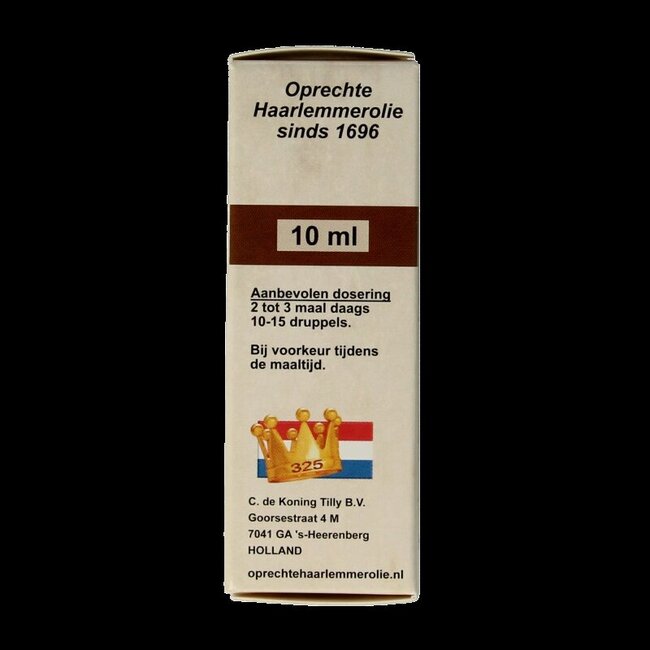 Oprechte
Haarlemmerolie
sinds 1696
10 ml
Aanbevolen dosering
2 tot 3 maal daags
10-15 druppels.
Bij voorkeur tijdens
de maaltijd.
325
C. de Koning Tilly B.V.
Goorsestraat 4 M
7041 GA 's-Heerenberg
HOLLAND
oprechtehaarlemmerolie.nl